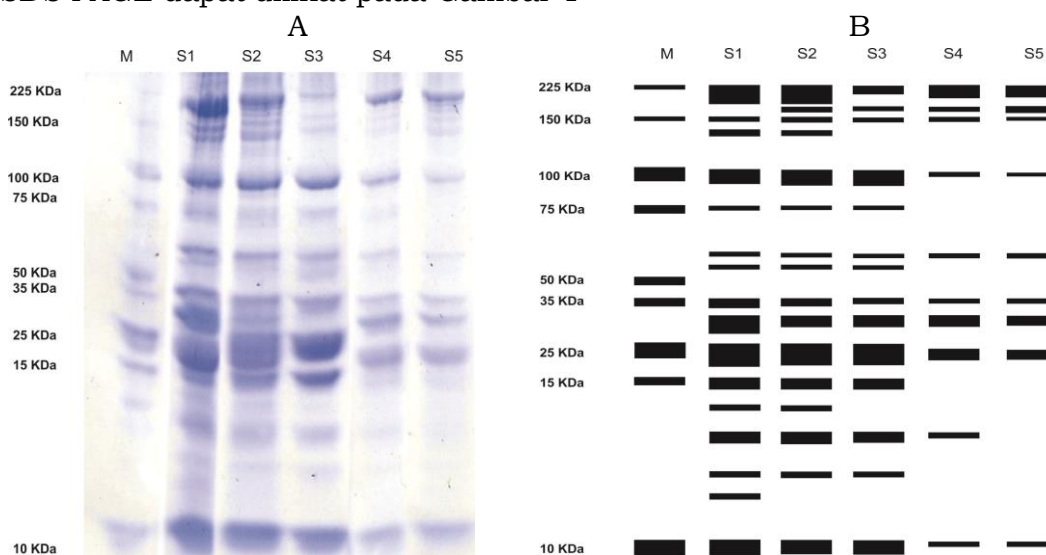 SDS-PAGE dapat dilihat pada Gambar 1
A
B
M S1 S2 S3 S4 S5
225 KDa
150 KDa
100 KDa
75 KDa
50 KDa
35 KDa
25 KDa
15 KDa
10 KDa
M S1 S2 S3 S4 S5
225 KDa
150 KDa
100 KDa
75 KDa
50 KDa
35 KDa
25 KDa
15 KDa
10 KDa